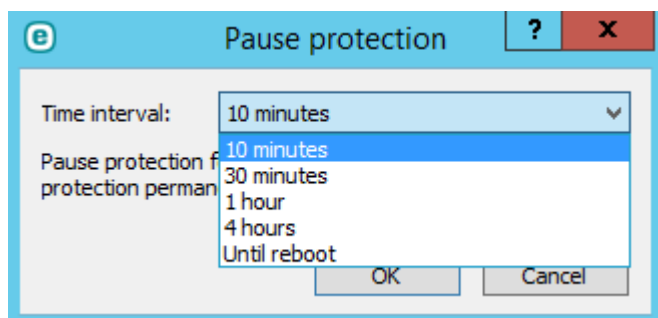 e
Pause protection
?
x
Time interval:
10 minutes
Pause protection f
protection perman
10 minutes
30 minutes
1 hour
4 hours
Until reboot
OK
Cancel